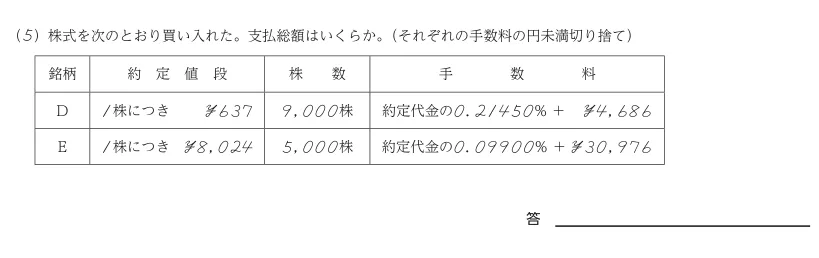 (5) 株式を次のとおり買い入れた。支払総額はいくらか。(それぞれの手数料の円未満切り捨て)
銘柄 約定値段 株数 手数料
D 1株につき ¥637 9,000株 約定代金の0.21450% + ¥4,686
E 1株につき ¥8,024 5,000株 約定代金の0.09900% + ¥30,976
答